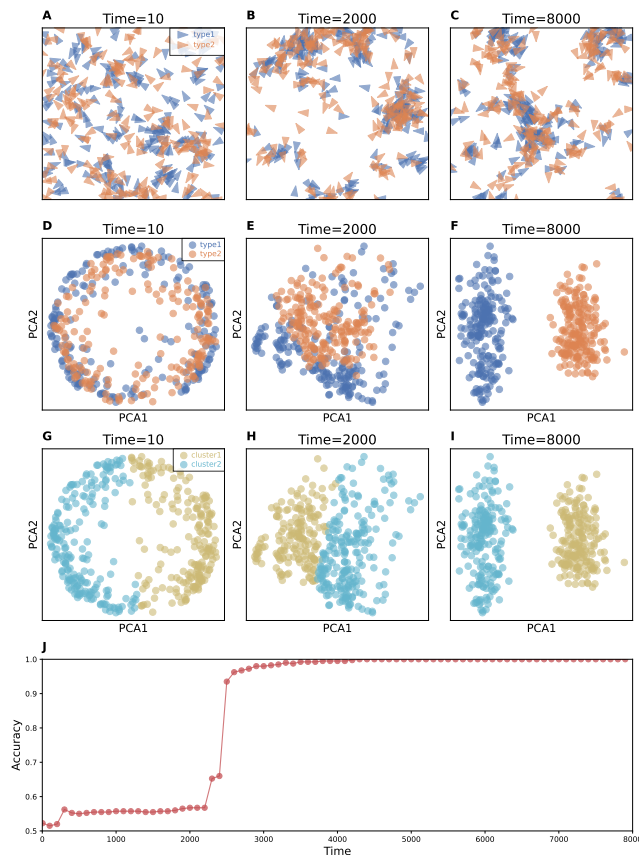 A Time=10
B Time=2000
C Time=8000
type1
type2
D Time=10
E Time=2000
F Time=8000
type1
type2
PCA2
PCA2
PCA2
PCA1
PCA1
PCA1
G Time=10
H Time=2000
I Time=8000
cluster1
cluster2
PCA2
PCA2
PCA2
PCA1
PCA1
PCA1
J
1.0
0.9
0.8
0.7
0.6
0.5
Accuracy
0 1000 2000 3000 4000 5000 6000 7000 8000
Time